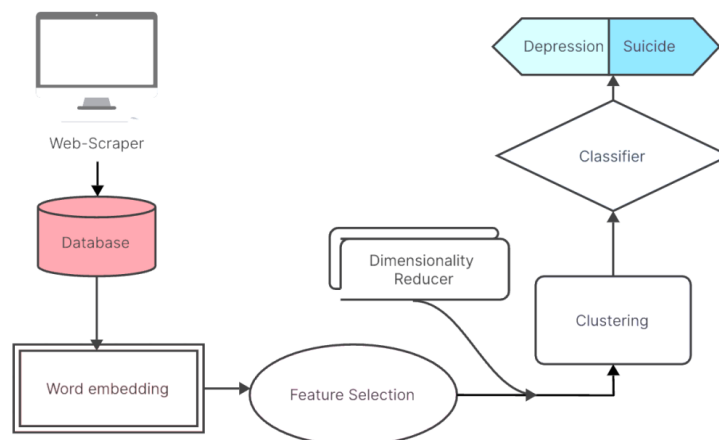 Depression
Suicide
Web-Scraper
Classifier
Database
Dimensionality
Reducer
Clustering
Word embedding
Feature Selection